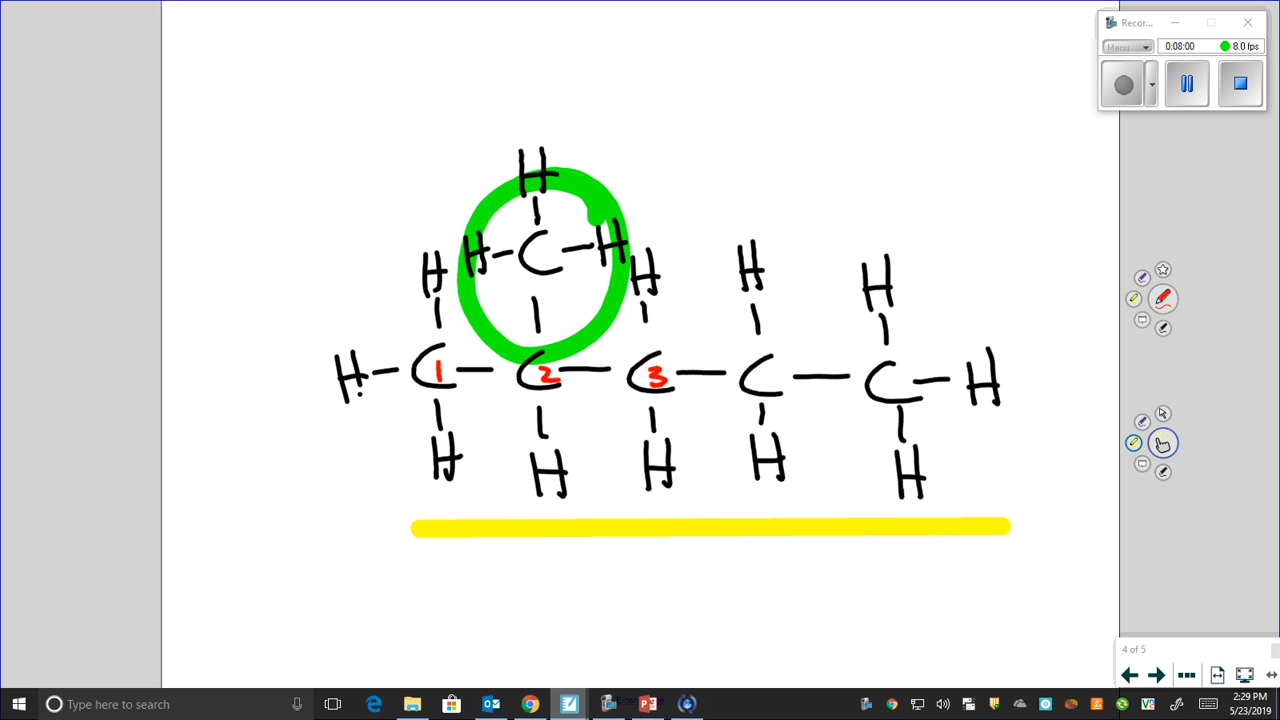 Recor...
Menu
0:08:00 8.0 fps
H
H C H
H H H H
H C 1 C 2 C 3 C C H
H H H H H
4 of 5
Type here to search
2:29 PM
5/23/2019